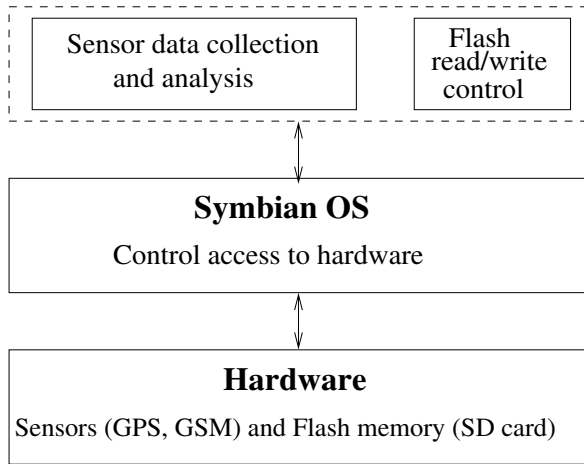 Sensor data collection
and analysis
Flash
read/write
control
Symbian OS
Control access to hardware
Hardware
Sensors (GPS, GSM) and Flash memory (SD card)